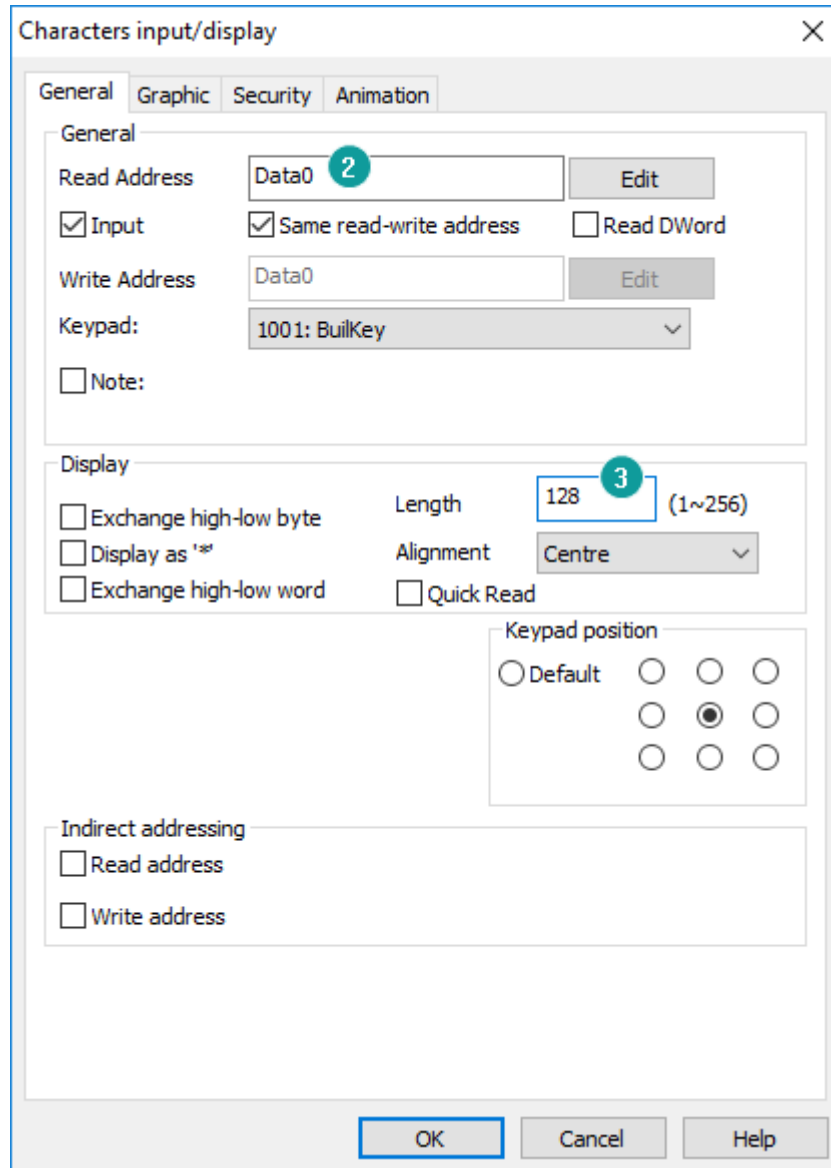 Characters input/display
General Graphic Security Animation
General
Read Address Data0 2 Edit
Input Same read-write address Read DWord
Write Address Data0 Edit
Keypad: 1001: BuilKey
Note:
Display
Exchange high-low byte Length 128 3 (1~256)
Display as '*' Alignment Centre
Exchange high-low word Quick Read
Keypad position
Default
Indirect addressing
Read address
Write address
OK Cancel Help